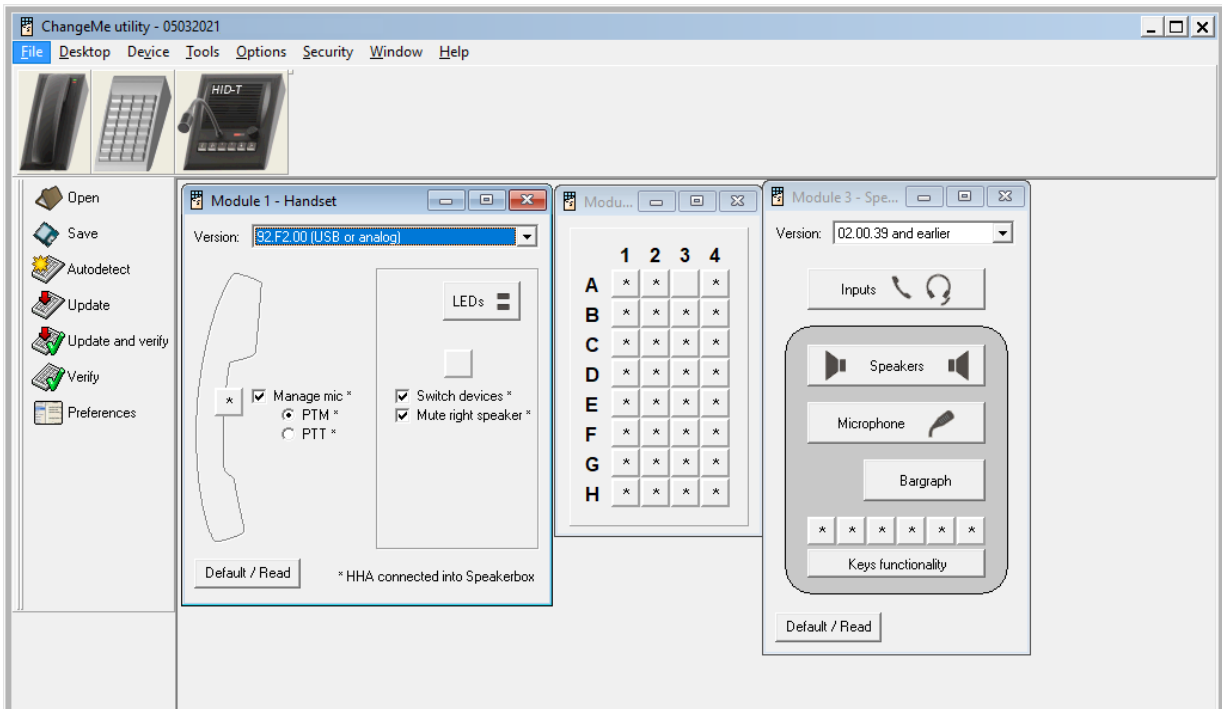 ChangeMe utility - 05032021
File Desktop Device Tools Options Security Window Help
HID-T
Open
Save
Autodetect
Update
Update and verify
Verify
Preferences
Module 1 - Handset
Version: 92.F2.00 (USB or analog)
LEDs
*
Manage mic *
PTM *
PTT *
Switch devices *
Mute right speaker *
Default / Read
* HHA connected into Speakerbox
Modu...
1 2 3 4
A * * *
B * * * *
C * * * *
D * * * *
E * * * *
F * * * *
G * * * *
H * * * *
Module 3 - Spe...
Version: 02.00.39 and earlier
Inputs
Speakers
Microphone
Bargraph
* * * * * *
Keys functionality
Default / Read